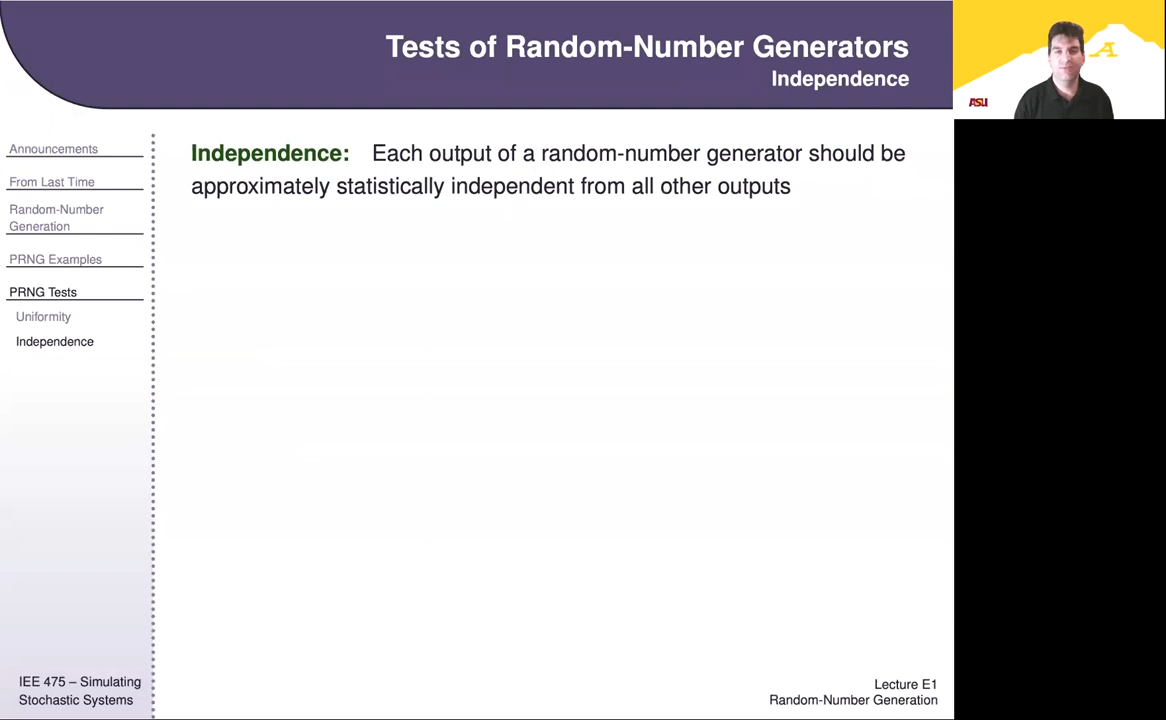 Tests of Random-Number Generators
Independence
A
ASU
Announcements
From Last Time
Random-Number
Generation
PRNG Examples
PRNG Tests
Uniformity
Independence
Independence: Each output of a random-number generator should be
approximately statistically independent from all other outputs
IEE 475 – Simulating
Stochastic Systems
Lecture E1
Random-Number Generation